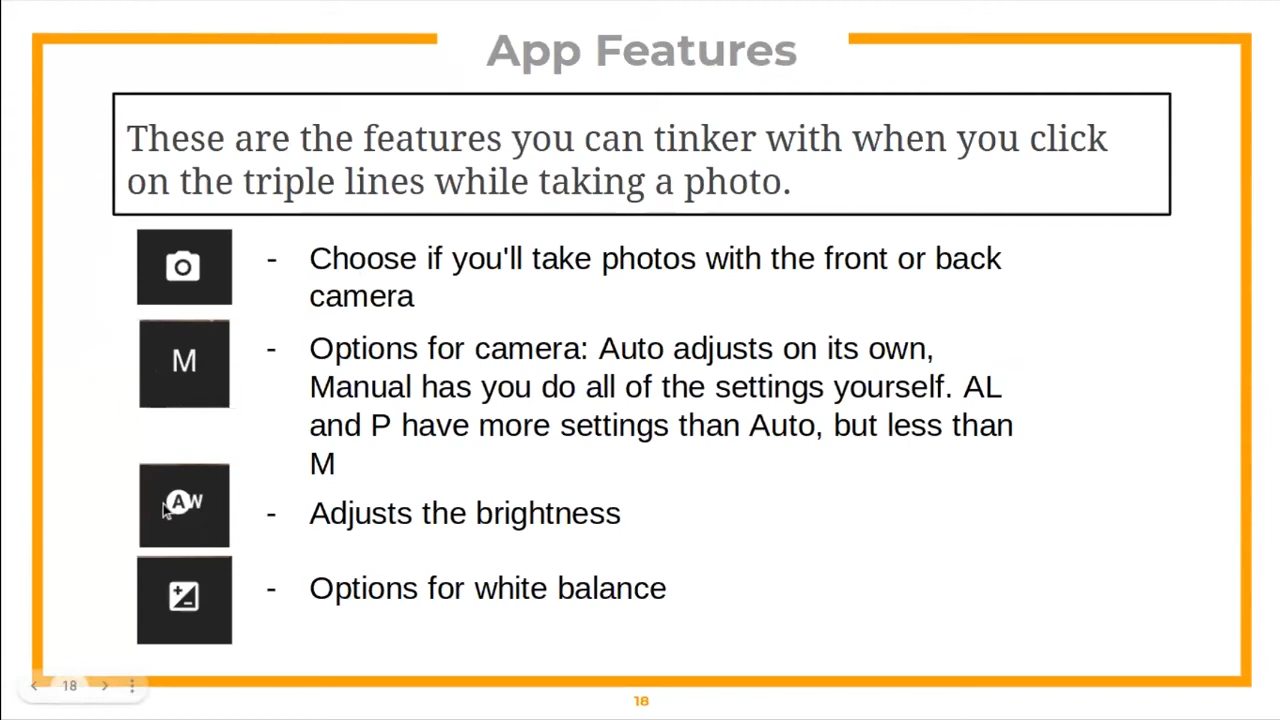 App Features
These are the features you can tinker with when you click
on the triple lines while taking a photo.
- Choose if you'll take photos with the front or back
camera
M
- Options for camera: Auto adjusts on its own,
Manual has you do all of the settings yourself. AL
and P have more settings than Auto, but less than
M
AW
- Adjusts the brightness
- Options for white balance
18
18